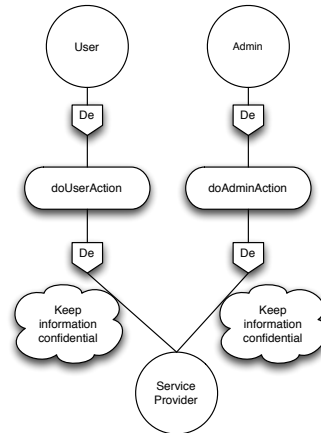 User
Admin
De
De
doUserAction
doAdminAction
De
De
Keep
information
confidential
Keep
information
confidential
Service
Provider